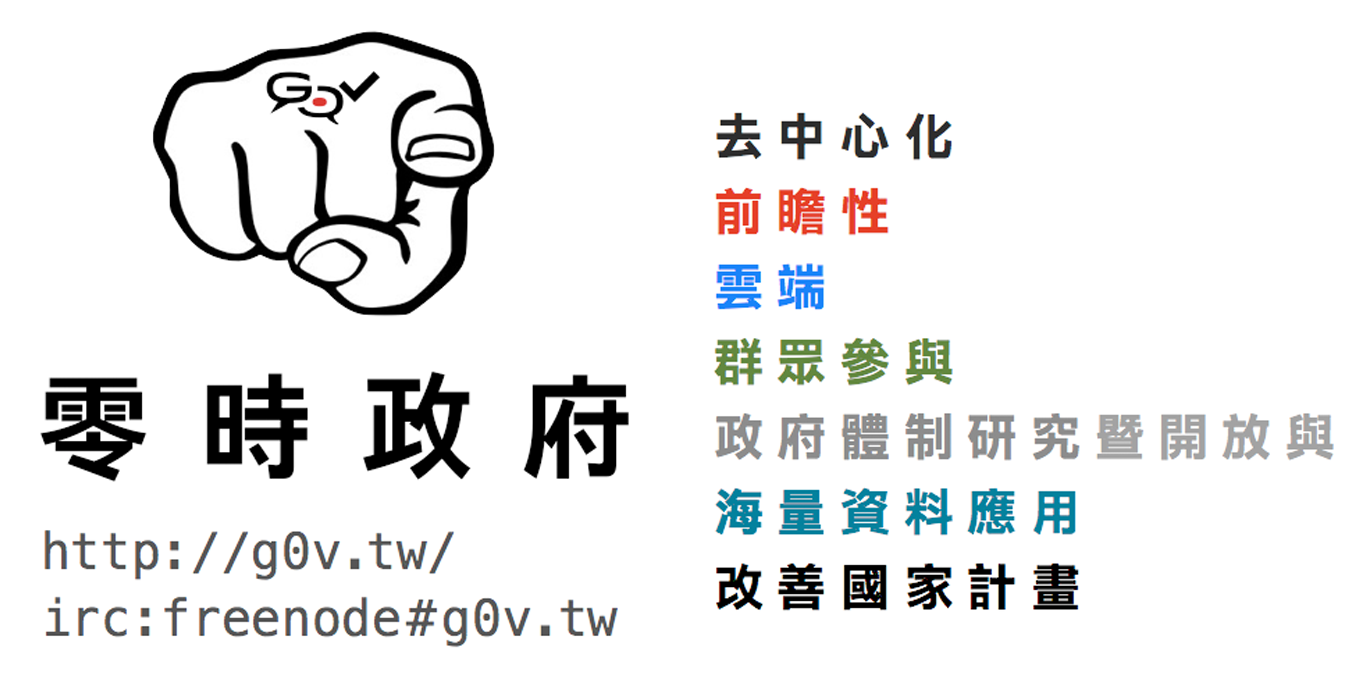 G0V
零時政府
http://g0v.tw/
irc:freenode#g0v.tw
去中心化
前瞻性
雲端
群眾參與
政府體制研究暨開放與
海量資料應用
改善國家計畫